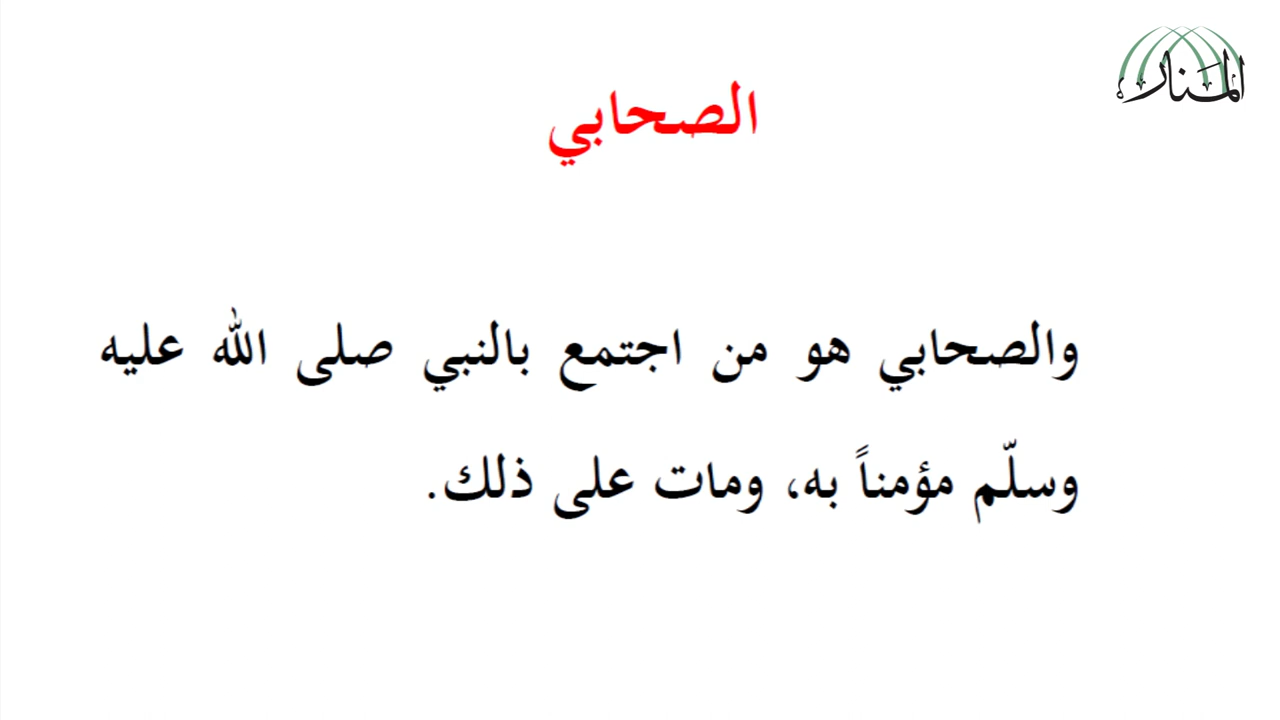 المنار
الصحابي
والصحابي هو من اجتمع بالنبي صلى الله عليه
وسلّم مؤمناً به، ومات على ذلك.